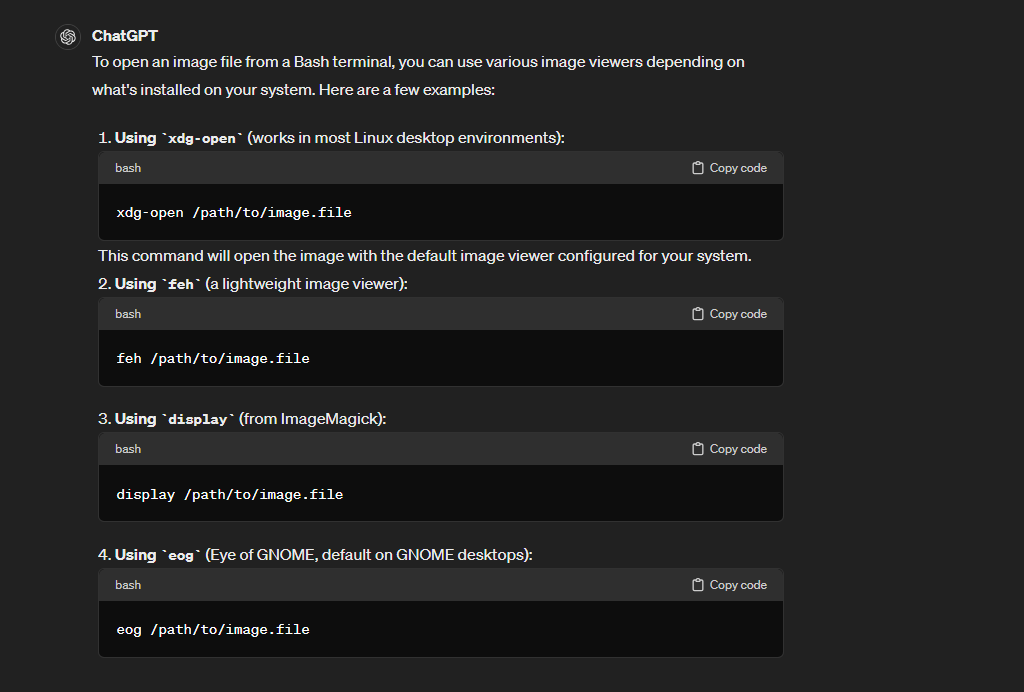 ChatGPT
To open an image file from a Bash terminal, you can use various image viewers depending on
what's installed on your system. Here are a few examples:
1. Using `xdg-open` (works in most Linux desktop environments):
bash Copy code
xdg-open /path/to/image.file
This command will open the image with the default image viewer configured for your system.
2. Using `feh` (a lightweight image viewer):
bash Copy code
feh /path/to/image.file
3. Using `display` (from ImageMagick):
bash Copy code
display /path/to/image.file
4. Using `eog` (Eye of GNOME, default on GNOME desktops):
bash Copy code
eog /path/to/image.file